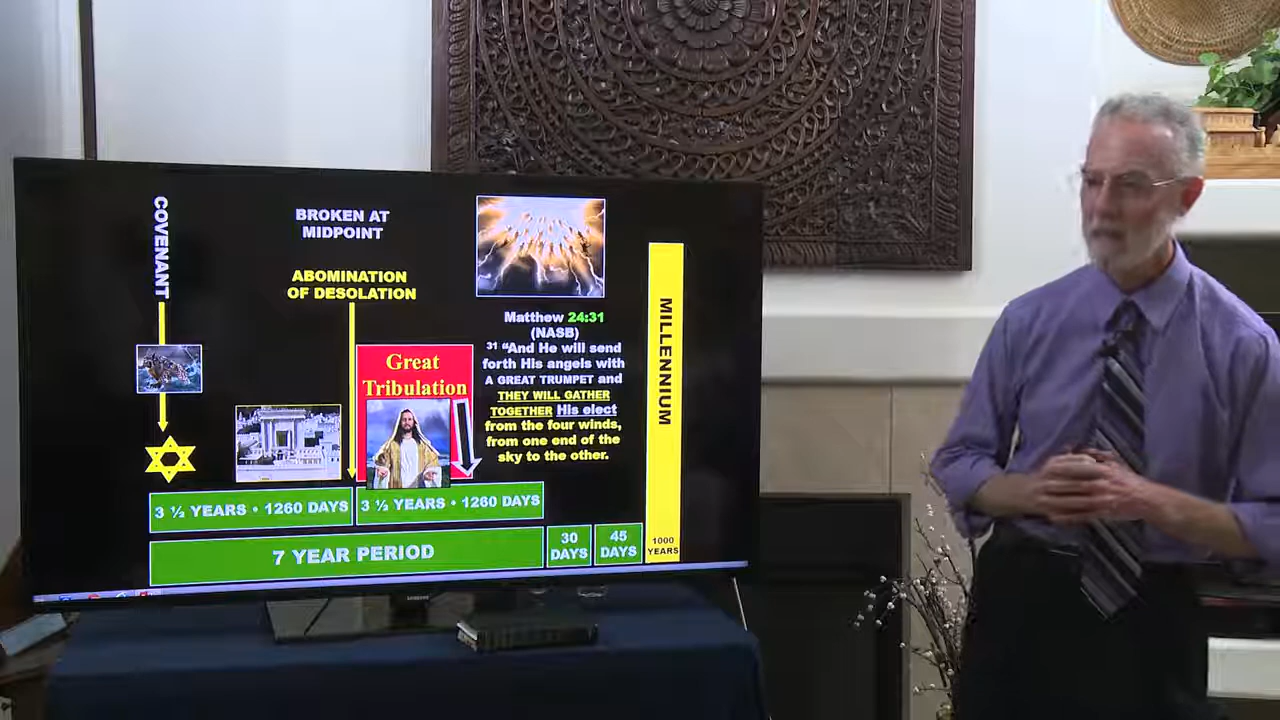 COVENANT
BROKEN AT
MIDPOINT
ABOMINATION
OF DESOLATION
Great
Tribulation
Matthew 24:31
(NASB)
31 “And He will send
forth His angels with
A GREAT TRUMPET and
THEY WILL GATHER
TOGETHER His elect
from the four winds,
from one end of the
sky to the other.
MILLENNIUM
1000
YEARS
3 ½ YEARS • 1260 DAYS
3 ½ YEARS • 1260 DAYS
7 YEAR PERIOD
30
DAYS
45
DAYS
SAMSUNG